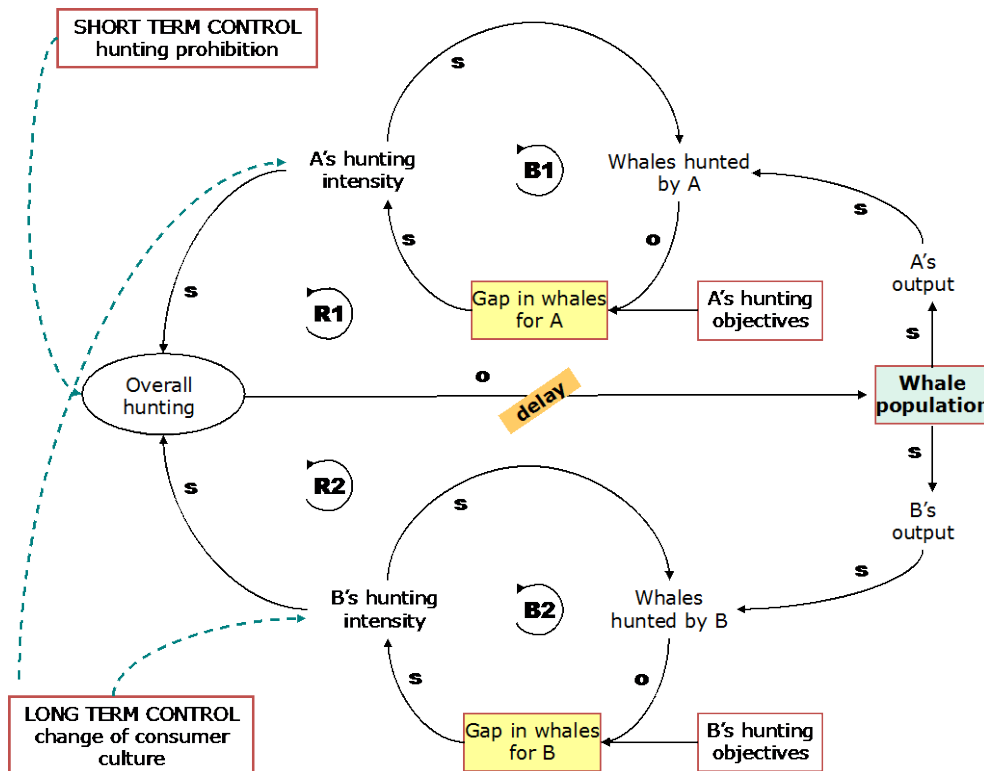 SHORT TERM CONTROL
hunting prohibition
s
A's hunting
intensity
B1
Whales hunted
by A
s
s
o
A's
output
s
R1
Gap in whales
for A
A's hunting
objectives
s
Overall
hunting
o
delay
Whale
population
s
R2
s
s
B's
output
B's hunting
intensity
B2
Whales
hunted by B
s
s
o
LONG TERM CONTROL
change of consumer
culture
Gap in whales
for B
B's hunting
objectives